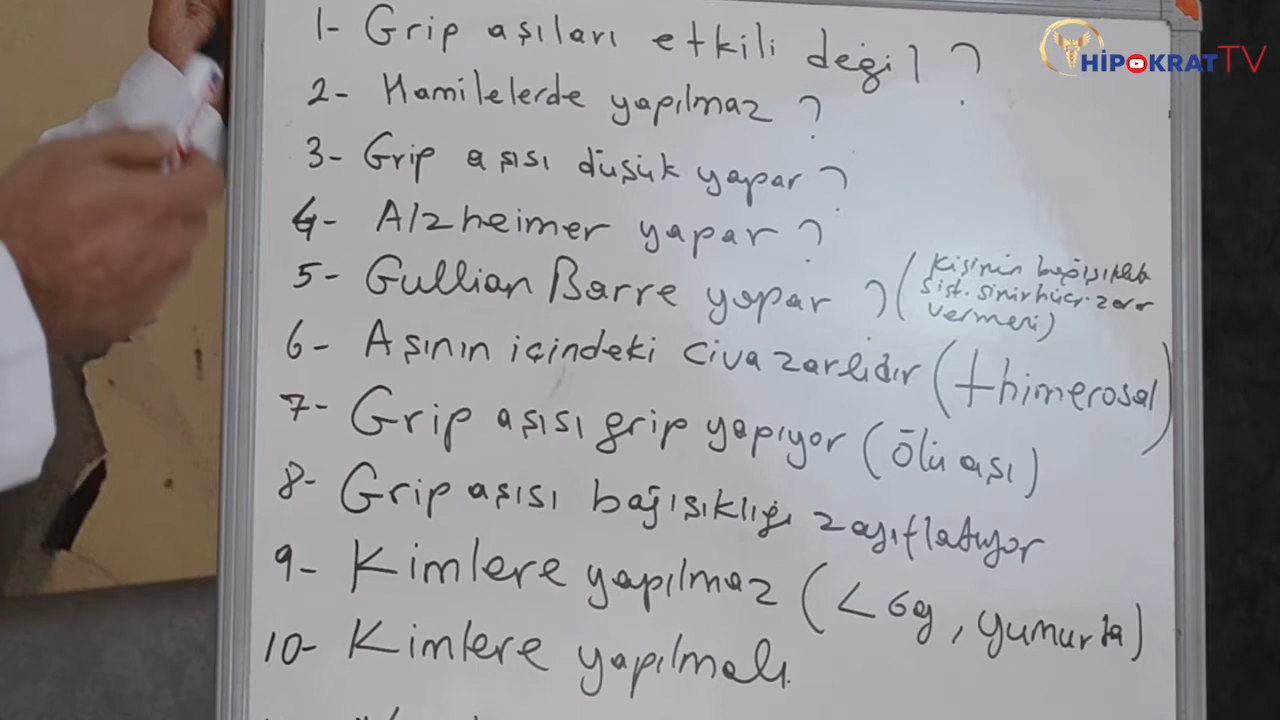 HİPOKRATTV
1- Grip aşıları etkili değil ?
2- Hamilelerde yapılmaz ?
3- Grip aşısı düşük yapar ?
4- Alzheimer yapar ?
5- Gullian Barre yapar ? (Kişinin bağışıklık
sist. sinir hücr. zarar
vermesi)
6- Aşının içindeki civa zarlıdır (thimerosal)
7- Grip aşısı grip yapıyor (Ölü aşı)
8- Grip aşısı bağışıklığı zayıflatıyor
9- Kimlere yapılmaz (< 6ay, yumurta)
10- Kimlere yapılmalı